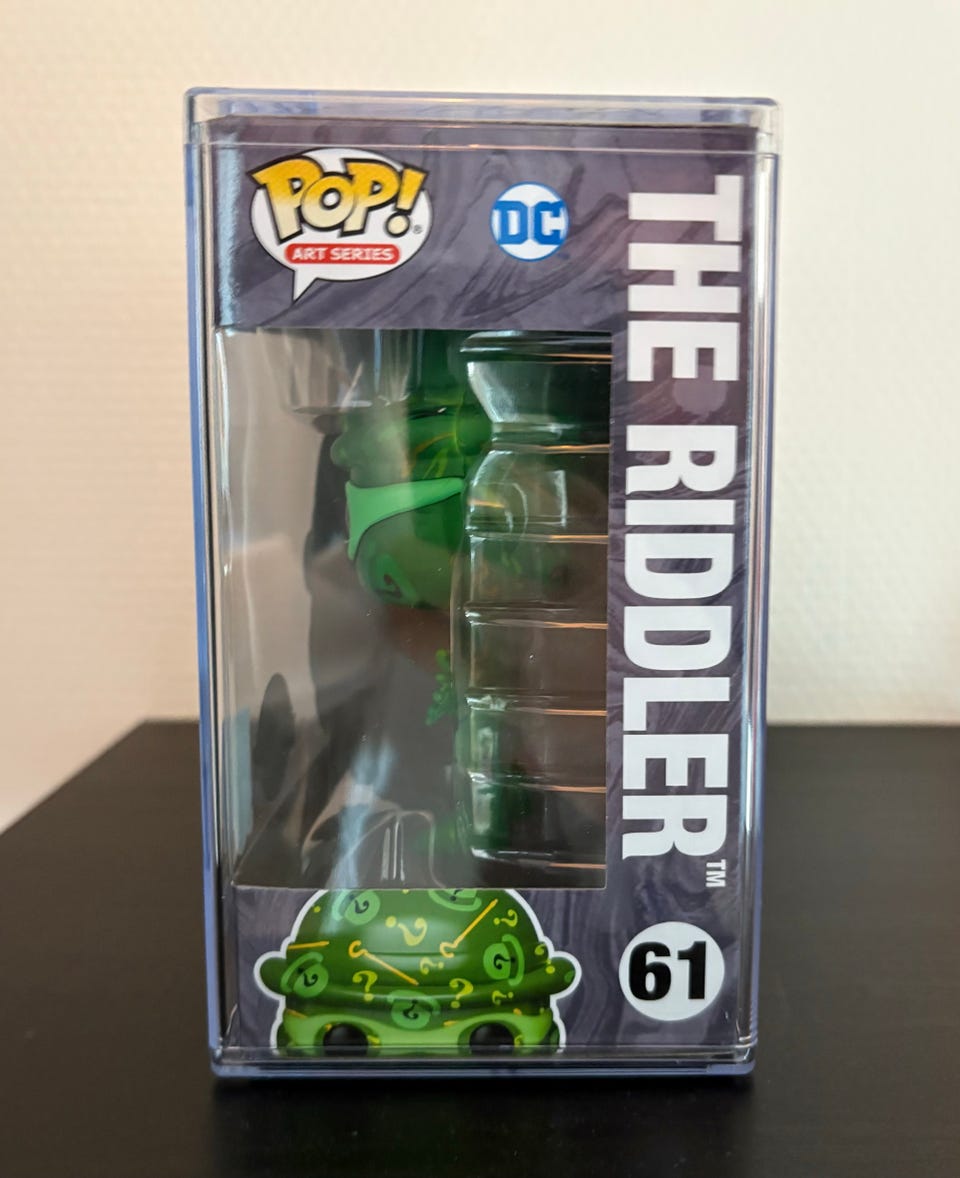 POP!®
ART SERIES
DC
THE RIDDLER™
61